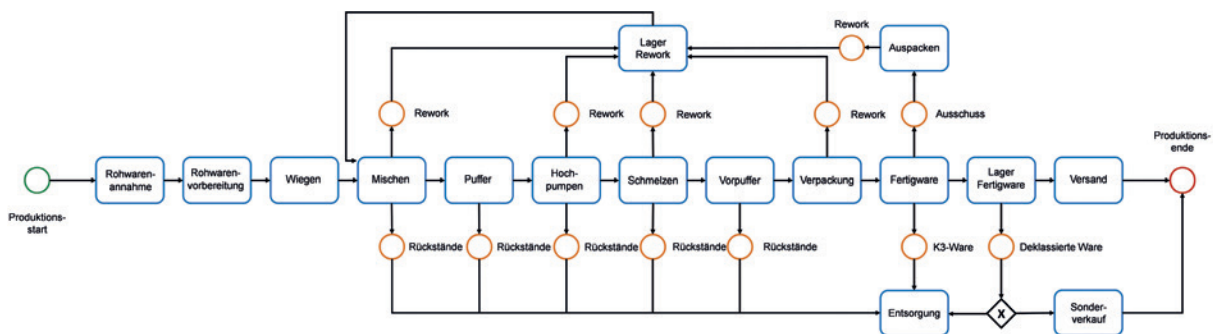 Rework
Lager
Rework
Auspacken
Rework
Rework
Rework
Rework
Ausschuss
Produktions-
ende
Rohwaren-
annahme
Rohwaren-
vorbereitung
Wiegen
Mischen
Puffer
Hoch-
pumpen
Schmelzen
Vorpuffer
Verpackung
Fertigware
Lager
Fertigware
Versand
Produktions-
start
Rückstände
Rückstände
Rückstände
Rückstände
Rückstände
K3-Ware
Deklassierte Ware
Entsorgung
X
Sonder-
verkauf